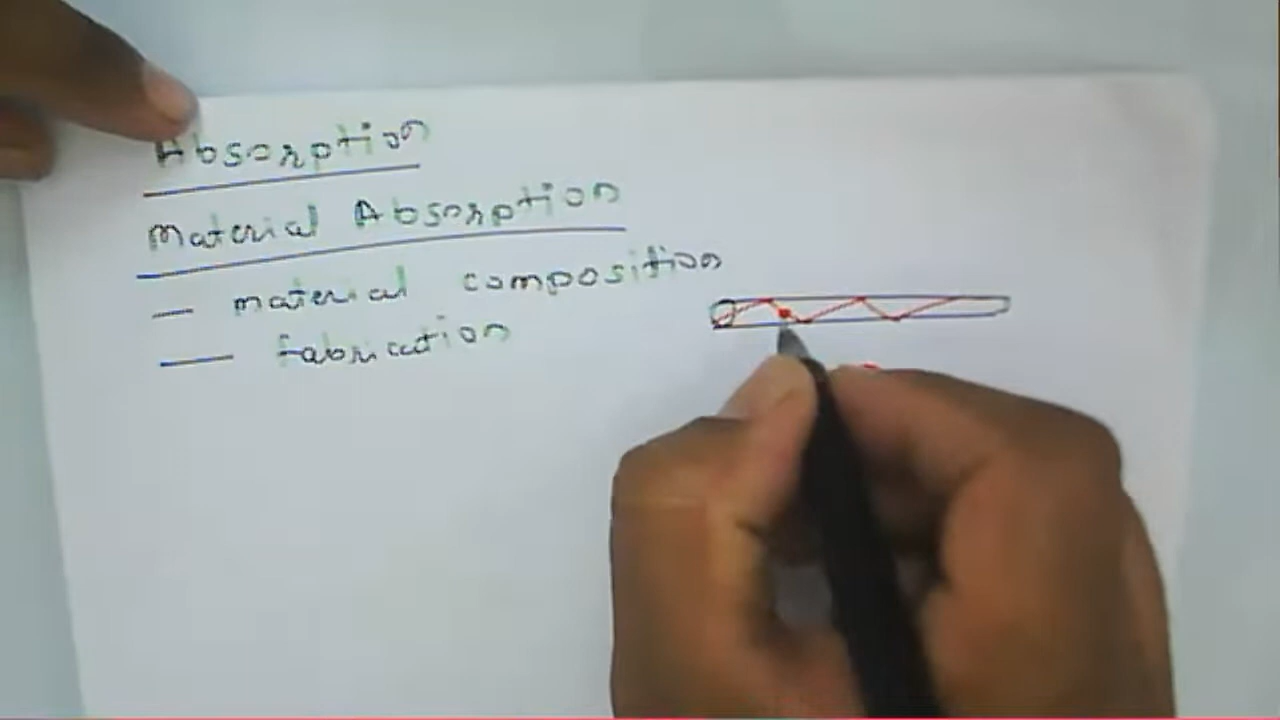 Absorption
Material Absorption
— material composition
— fabrication